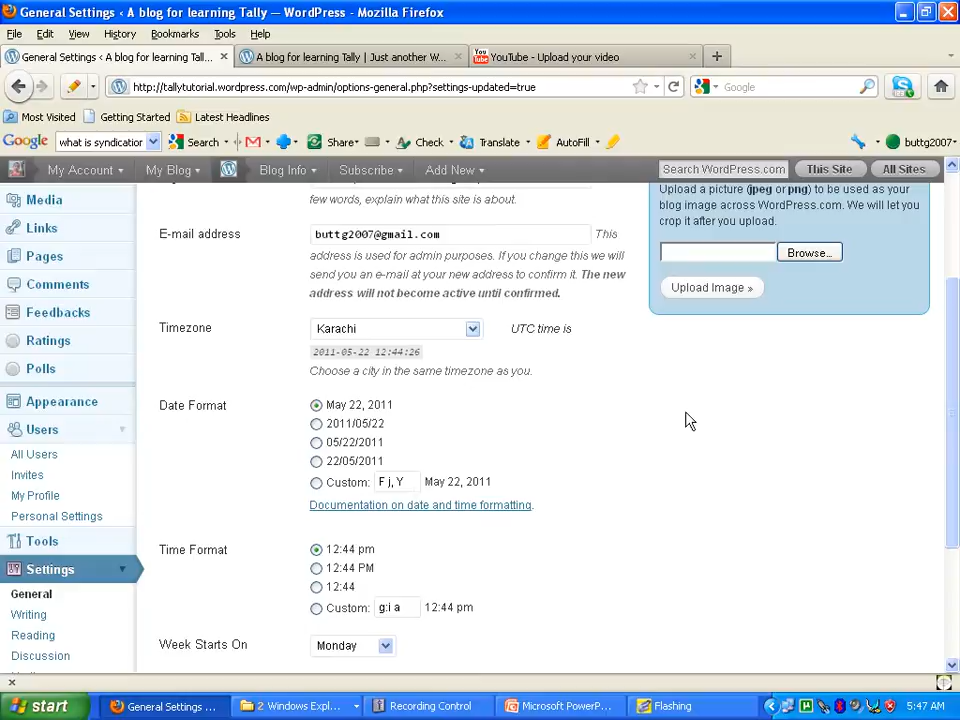 General Settings ‹ A blog for learning Tally — WordPress - Mozilla Firefox
File Edit View History Bookmarks Tools Help
General Settings ‹ A blog for learning Tall...
A blog for learning Tally | Just another W...
YouTube - Upload your video
http://tallytutorial.wordpress.com/wp-admin/options-general.php?settings-updated=true
Google
Most Visited Getting Started Latest Headlines
Google what is syndication Search Share Check Translate AutoFill buttg2007
My Account My Blog Blog Info Subscribe Add New Search WordPress.com This Site All Sites
Media
Links
Pages
Comments
Feedbacks
Ratings
Polls
Appearance
Users
All Users
Invites
My Profile
Personal Settings
Tools
Settings
General
Writing
Reading
Discussion
few words, explain what this site is about.
E-mail address buttg2007@gmail.com This
address is used for admin purposes. If you change this we will
send you an e-mail at your new address to confirm it. The new
address will not become active until confirmed.
Timezone Karachi UTC time is
2011-05-22 12:44:26
Choose a city in the same timezone as you.
Date Format May 22, 2011
2011/05/22
05/22/2011
22/05/2011
Custom: F j, Y May 22, 2011
Documentation on date and time formatting.
Time Format 12:44 pm
12:44 PM
12:44
Custom: g:i a 12:44 pm
Week Starts On Monday
Upload a picture (jpeg or png) to be used as your
blog image across WordPress.com. We will let you
crop it after you upload.
Browse...
Upload Image »
start General Settings ... 2 Windows Expl... Recording Control Microsoft PowerP... Flashing 5:47 AM